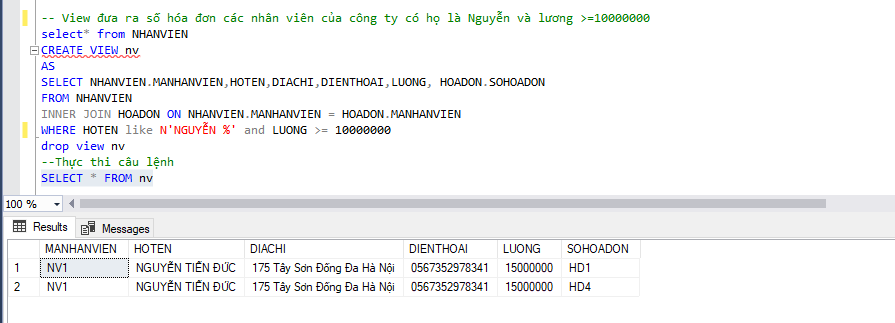 -- View đưa ra số hóa đơn các nhân viên của công ty có họ là Nguyễn và lương >=10000000
select* from NHANVIEN
CREATE VIEW nv
AS
SELECT NHANVIEN.MANHANVIEN,HOTEN,DIACHI,DIENTHOAI,LUONG, HOADON.SOHOADON
FROM NHANVIEN
INNER JOIN HOADON ON NHANVIEN.MANHANVIEN = HOADON.MANHANVIEN
WHERE HOTEN like N'NGUYỄN %' and LUONG >= 10000000
drop view nv
--Thực thi câu lệnh
SELECT * FROM nv
100 %
Results Messages
MANHANVIEN HOTEN DIACHI DIENTHOAI LUONG SOHOADON
1 NV1 NGUYỄN TIẾN ĐỨC 175 Tây Sơn Đống Đa Hà Nội 0567352978341 15000000 HD1
2 NV1 NGUYỄN TIẾN ĐỨC 175 Tây Sơn Đống Đa Hà Nội 0567352978341 15000000 HD4